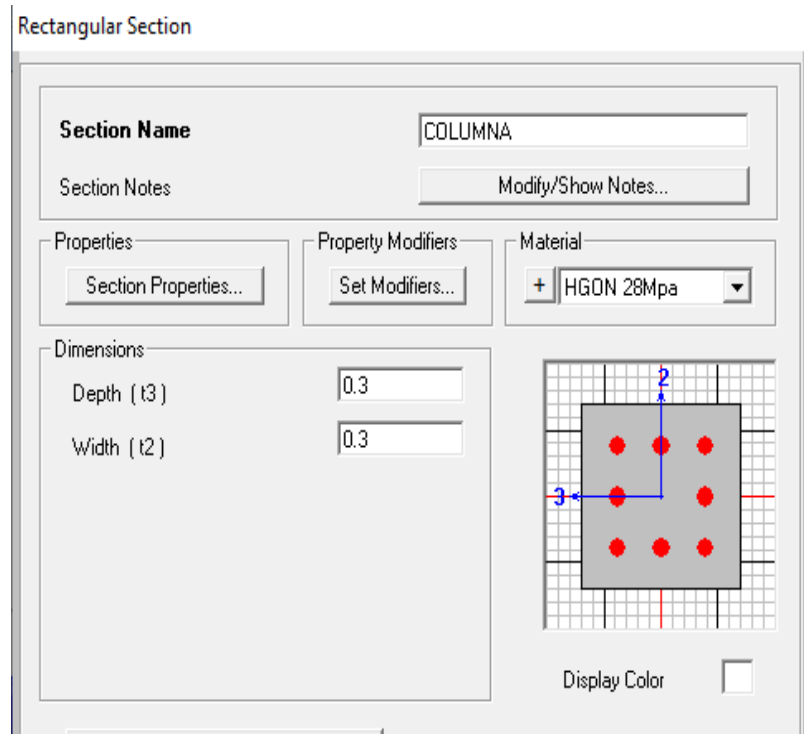 Rectangular Section
Section Name COLUMNA
Section Notes Modify/Show Notes...
Properties Property Modifiers Material
Section Properties... Set Modifiers... + HGON 28Mpa
Dimensions
Depth ( t3 ) 0.3
Width ( t2 ) 0.3
2
3
Display Color